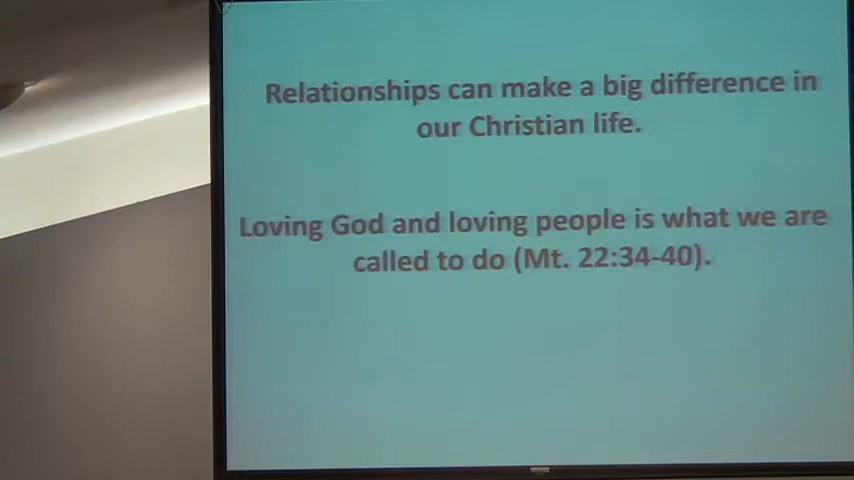 Relationships can make a big difference in
our Christian life.
Loving God and loving people is what we are
called to do (Mt. 22:34-40).